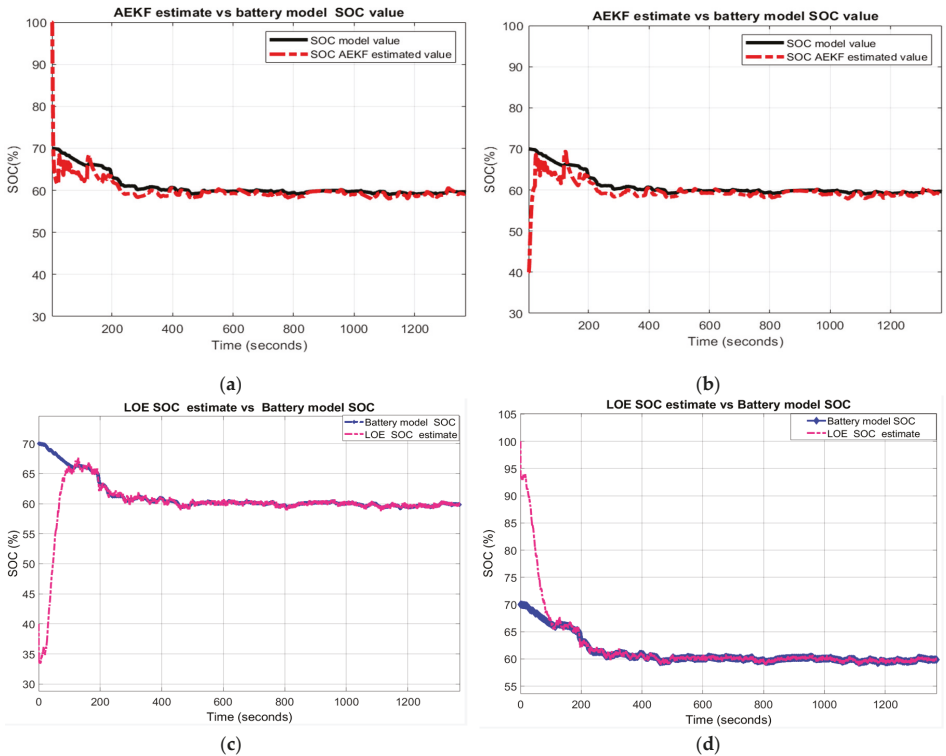 AEKF estimate vs battery model SOC value
SOC model value
SOC AEKF estimated value
100
90
80
70
60
50
40
30
SOC(%)
200 400 600 800 1000 1200
Time (seconds)
(a)
AEKF estimate vs battery model SOC value
SOC model value
SOC AEKF estimated value
100
90
80
70
60
50
40
30
SOC(%)
200 400 600 800 1000 1200
Time (seconds)
(b)
LOE SOC estimate vs Battery model SOC
Battery model SOC
LOE SOC estimate
70
65
60
55
50
45
40
35
30
SOC (%)
0 200 400 600 800 1000 1200
Time (seconds)
(c)
LOE SOC estimate vs Battery model SOC
Battery model SOC
LOE SOC estimate
105
100
95
90
85
80
75
70
65
60
55
SOC (%)
0 200 400 600 800 1000 1200
Time (seconds)
(d)